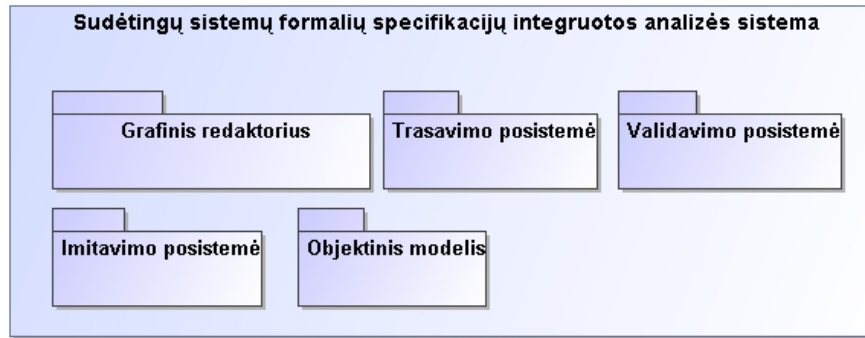 Sudėtingų sistemų formalių specifikacijų integruotos analizės sistema
Grafinis redaktorius
Trasavimo posistemė
Validavimo posistemė
Imitavimo posistemė
Objektinis modelis